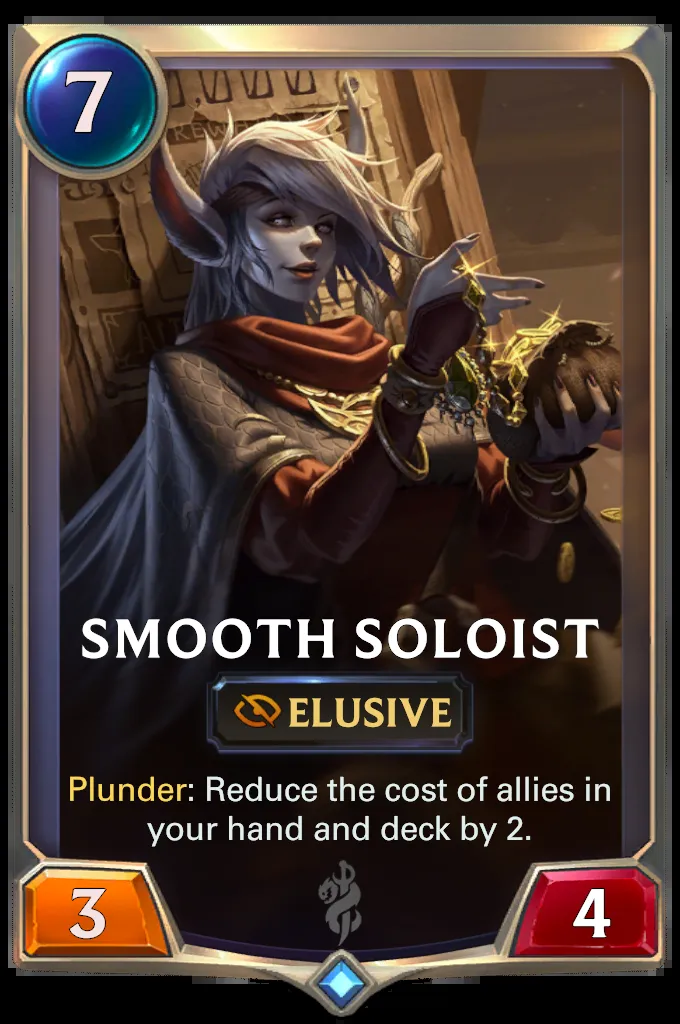 7
SMOOTH SOLOIST
ELUSIVE
Plunder: Reduce the cost of allies in
your hand and deck by 2.
3
4